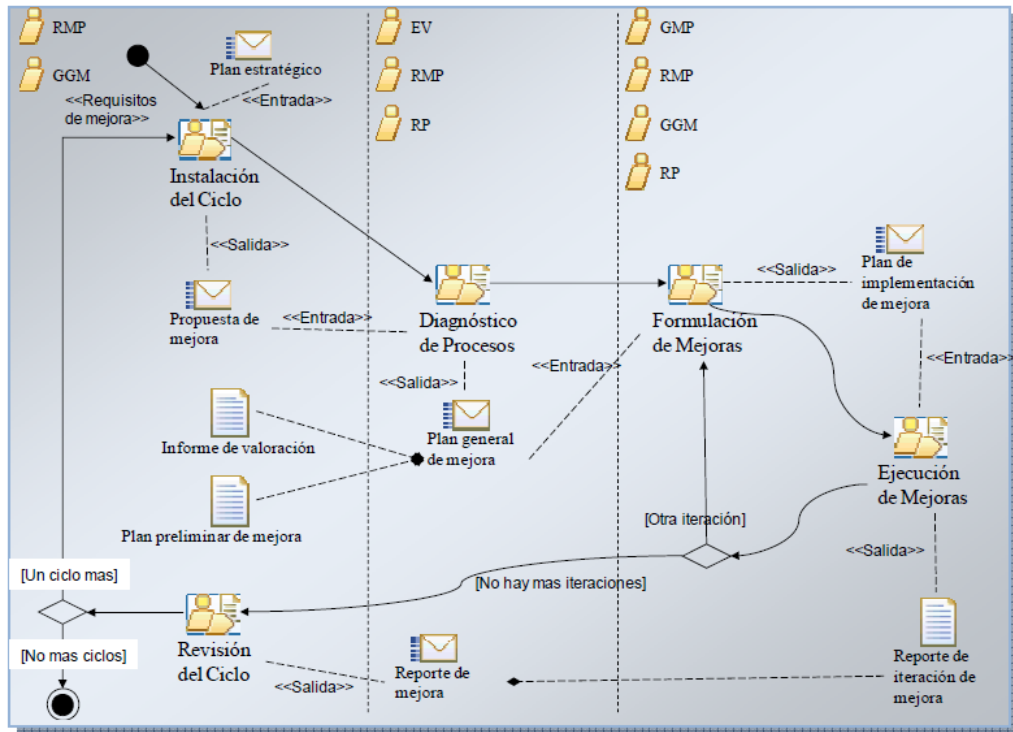 RMP
GGM
EV
RMP
RP
GMP
RMP
GGM
RP
Plan estratégico
<<Requisitos
de mejora>>
<<Entrada>>
Instalación
del Ciclo
<<Salida>>
Propuesta de
mejora
<<Entrada>>
Diagnóstico
de Procesos
<<Salida>>
Plan general
de mejora
Informe de valoración
Plan preliminar de mejora
<<Entrada>>
Formulación
de Mejoras
<<Salida>>
Plan de
implementación
de mejora
<<Entrada>>
Ejecución
de Mejoras
[Otra iteración]
<<Salida>>
[No hay mas iteraciones]
Reporte de
iteración de
mejora
[Un ciclo mas]
[No mas ciclos]
Revisión
del Ciclo
<<Salida>>
Reporte de
mejora